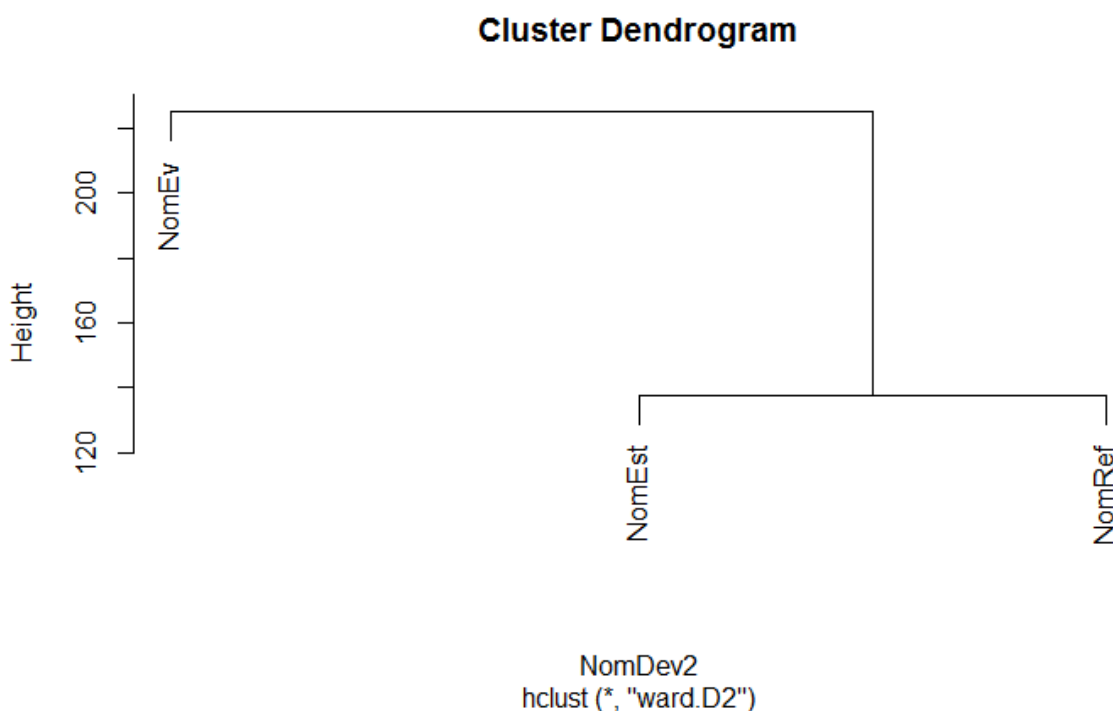 Cluster Dendrogram
Height
200
160
120
NomEv
NomEst
NomRef
NomDev2
hclust (*, "ward.D2")